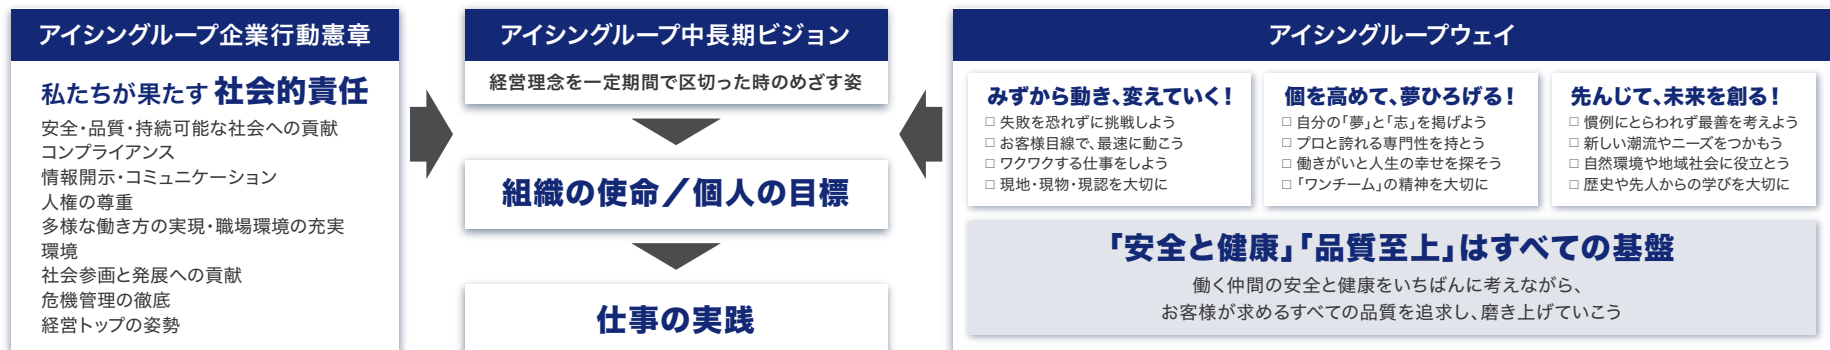 アイシングループ企業行動憲章
私たちが果たす 社会的責任
安全・品質・持続可能な社会への貢献
コンプライアンス
情報開示・コミュニケーション
人権の尊重
多様な働き方の実現・職場環境の充実
環境
社会参画と発展への貢献
危機管理の徹底
経営トップの姿勢
アイシングループ中長期ビジョン
経営理念を一定期間で区切った時のめざす姿
組織の使命／個人の目標
仕事の実践
アイシングループウェイ
みずから動き、変えていく！
□ 失敗を恐れずに挑戦しよう
□ お客様目線で、最速に動こう
□ ワクワクする仕事をしよう
□ 現地・現物・現認を大切に
個を高めて、夢ひろげる！
□ 自分の「夢」と「志」を掲げよう
□ プロと誇れる専門性を持とう
□ 働きがいと人生の幸せを探そう
□ 「ワンチーム」の精神を大切に
先んじて、未来を創る！
□ 慣例にとらわれず最善を考えよう
□ 新しい潮流やニーズをつかもう
□ 自然環境や地域社会に役立とう
□ 歴史や先人からの学びを大切に
「安全と健康」「品質至上」はすべての基盤
働く仲間の安全と健康をいちばんに考えながら、
お客様が求めるすべての品質を追求し、磨き上げていこう